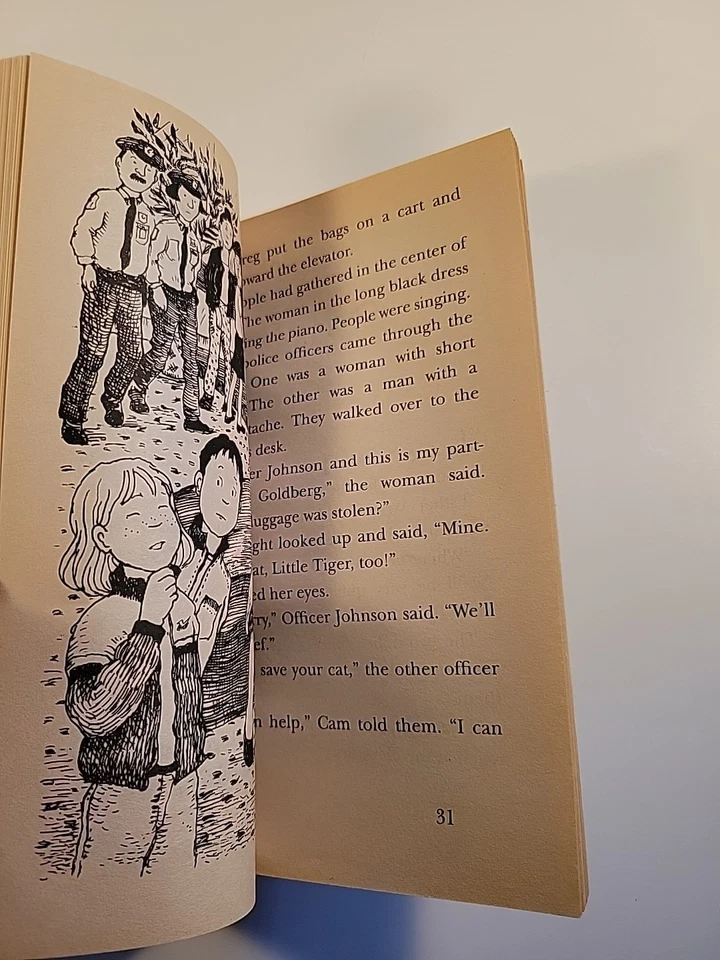 reg put the bags on a cart and
oward the elevator.
ple had gathered in the center of
he woman in the long black dress
ing the piano. People were singing.
olice officers came through the
One was a woman with short
The other was a man with a
tache. They walked over to the
desk.
er Johnson and this is my part-
Goldberg,” the woman said.
luggage was stolen?”
ght looked up and said, “Mine.
at, Little Tiger, too!”
ed her eyes.
rry,” Officer Johnson said. “We’ll
ef.”
save your cat,” the other officer
n help,” Cam told them. “I can
31